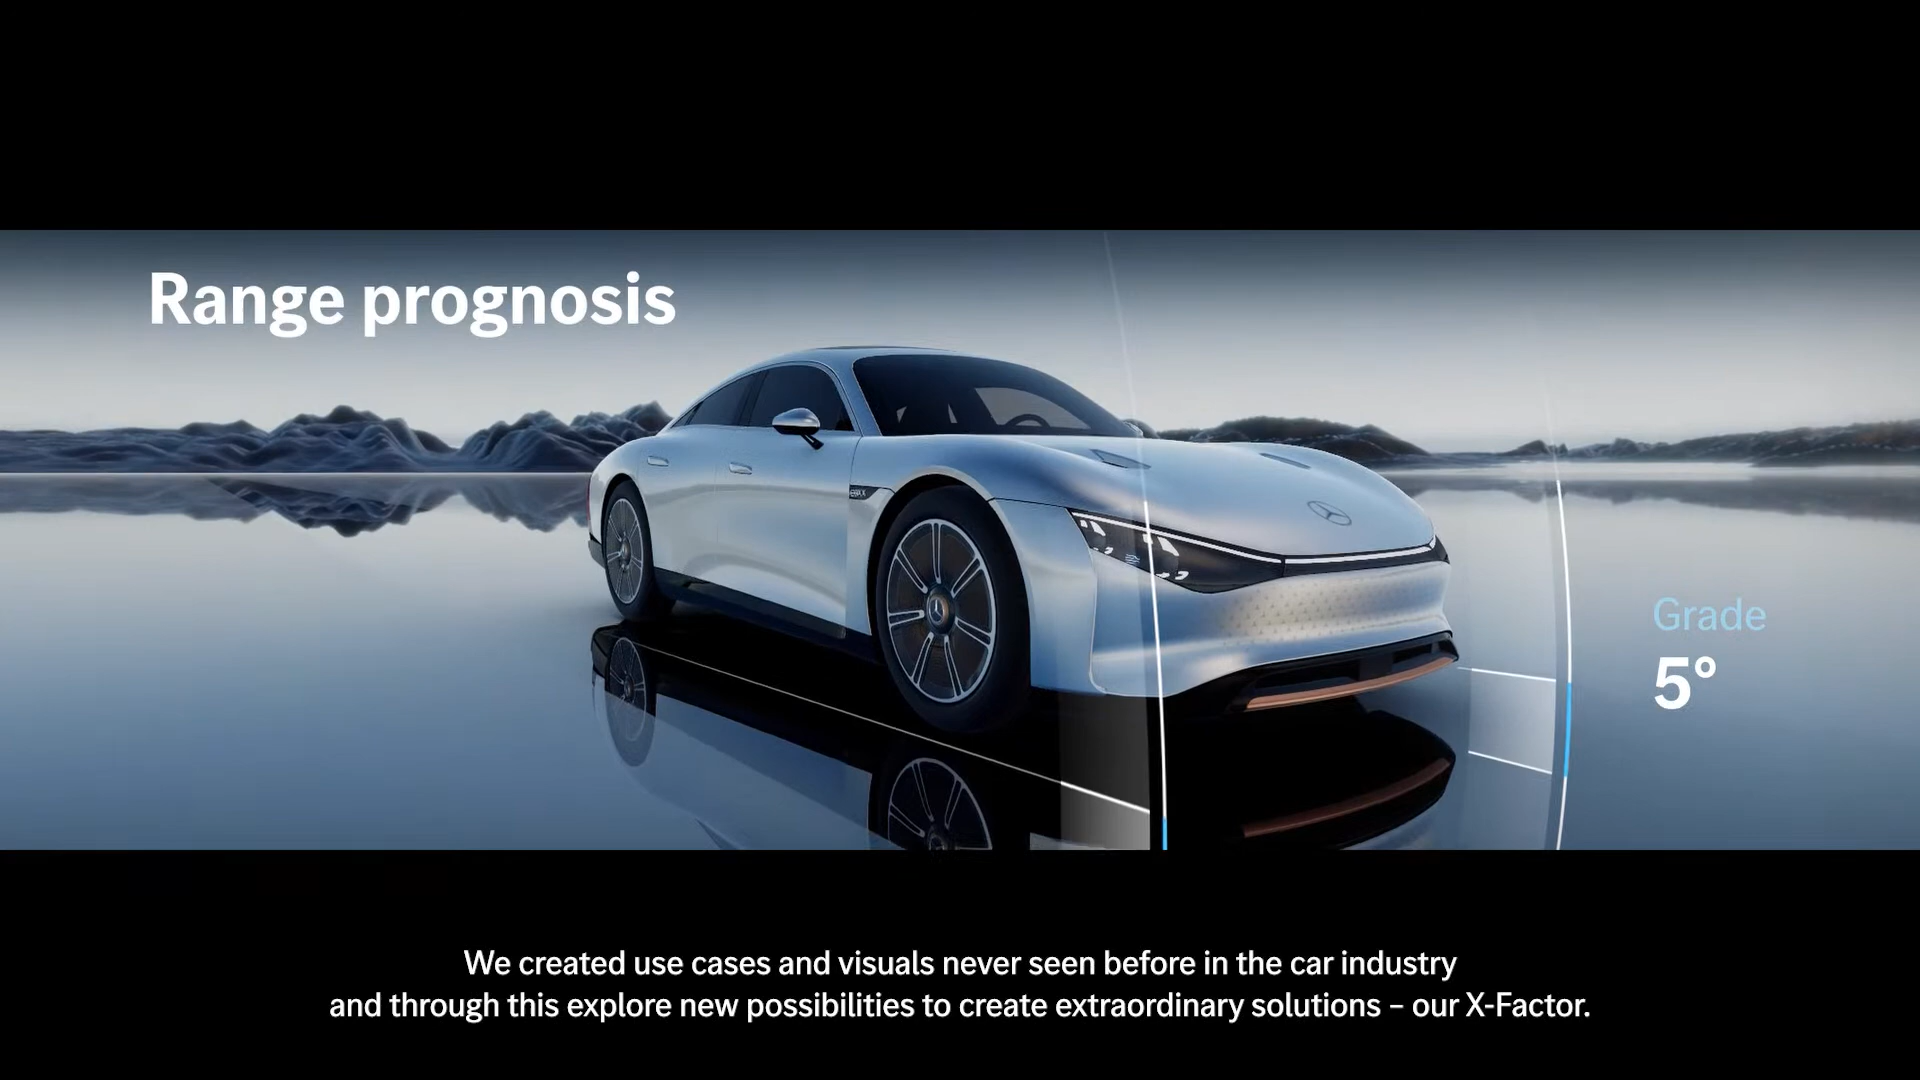 Range prognosis
Grade
5°
We created use cases and visuals never seen before in the car industry
and through this explore new possibilities to create extraordinary solutions – our X-Factor.